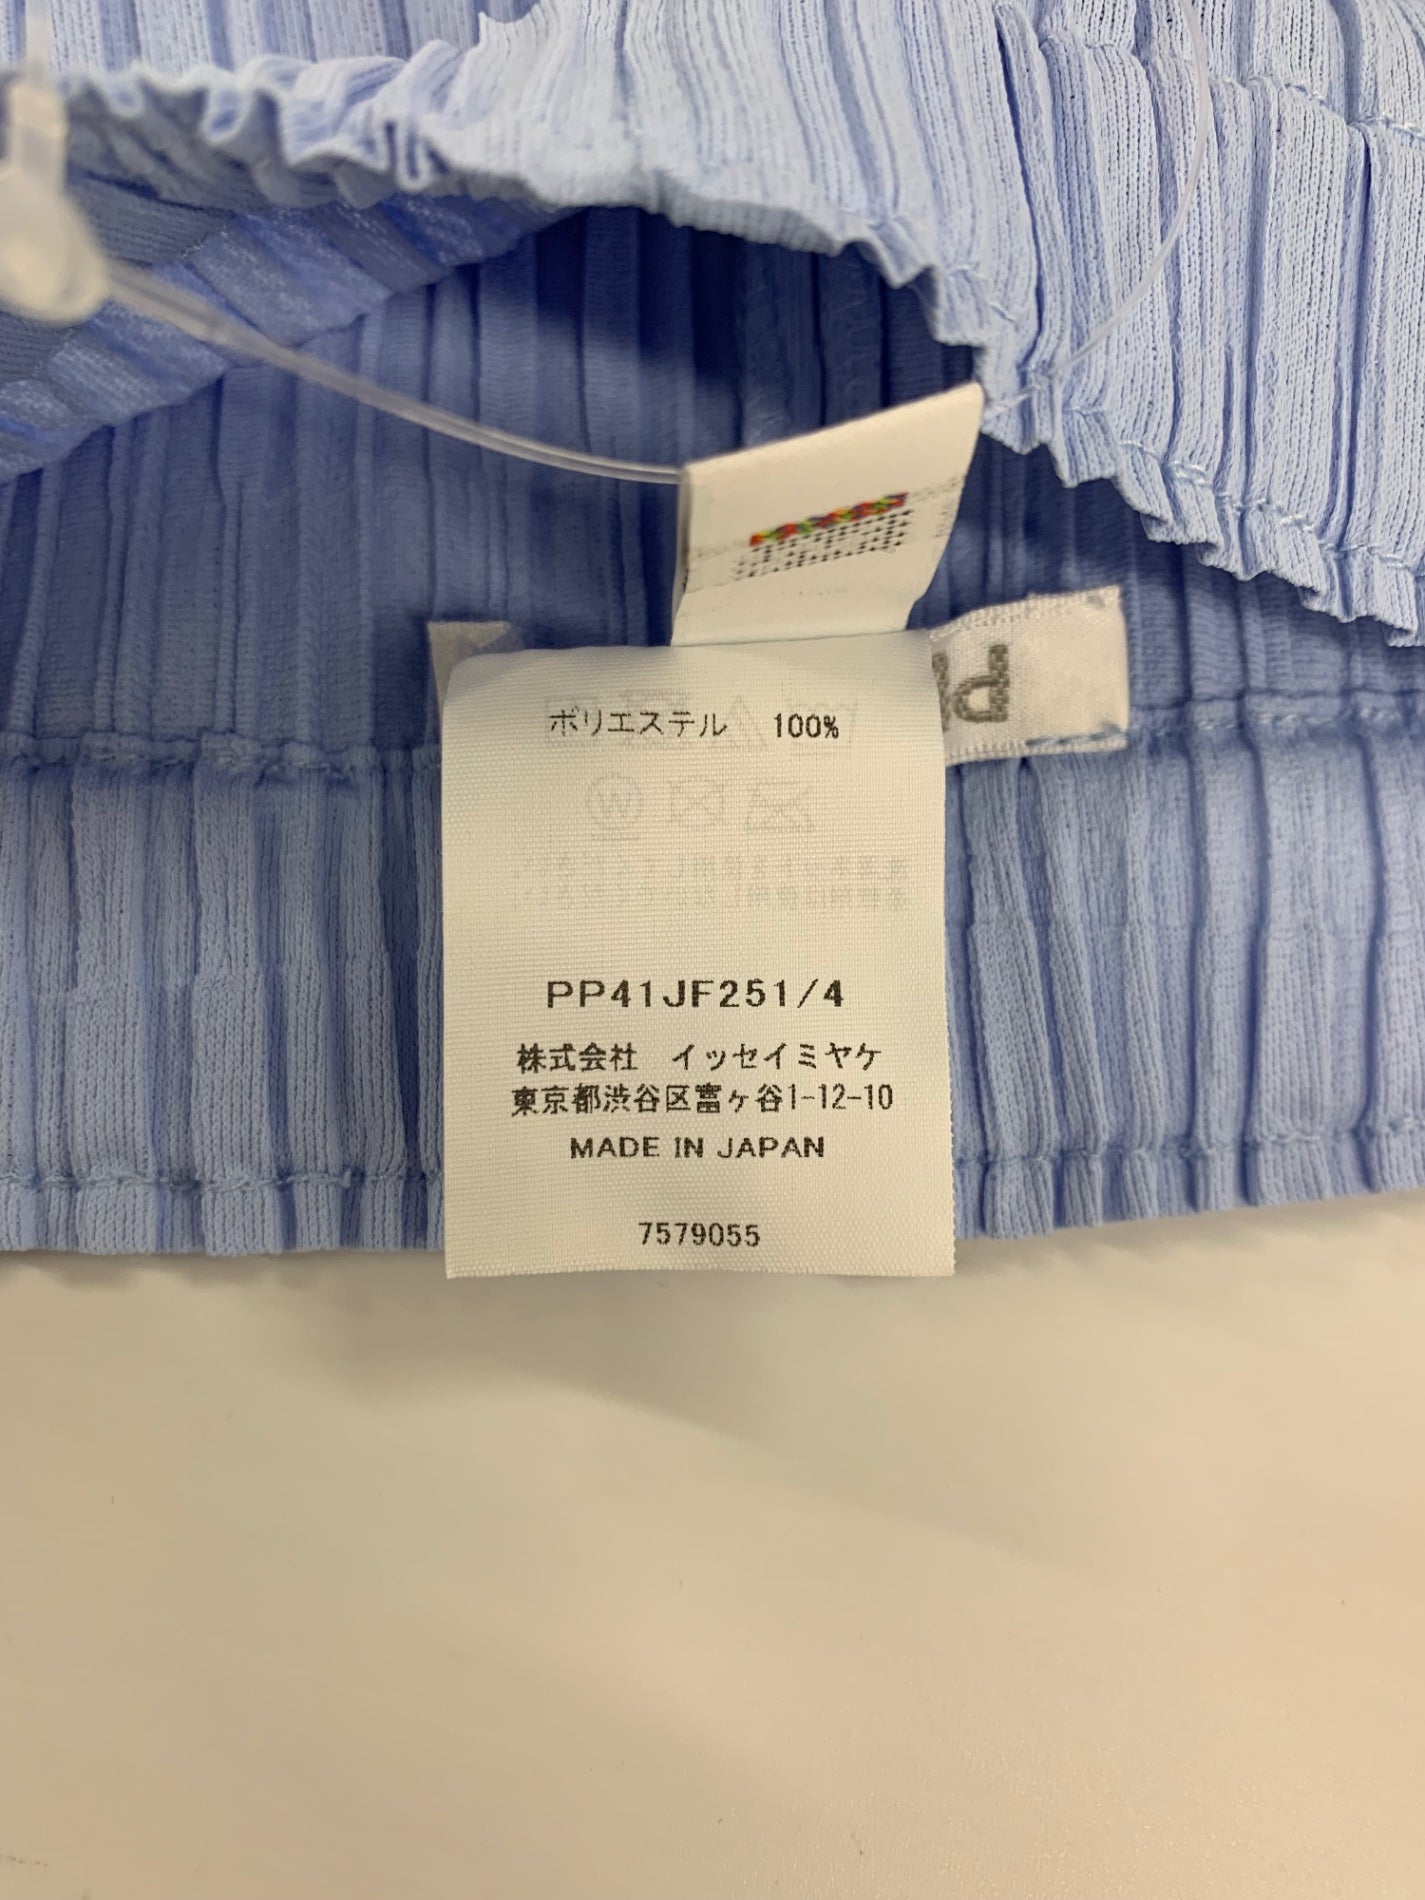 ポリエステル　100%
PP41JF251/4
株式会社　イッセイミヤケ
東京都渋谷区富ヶ谷1-12-10
MADE IN JAPAN
7579055